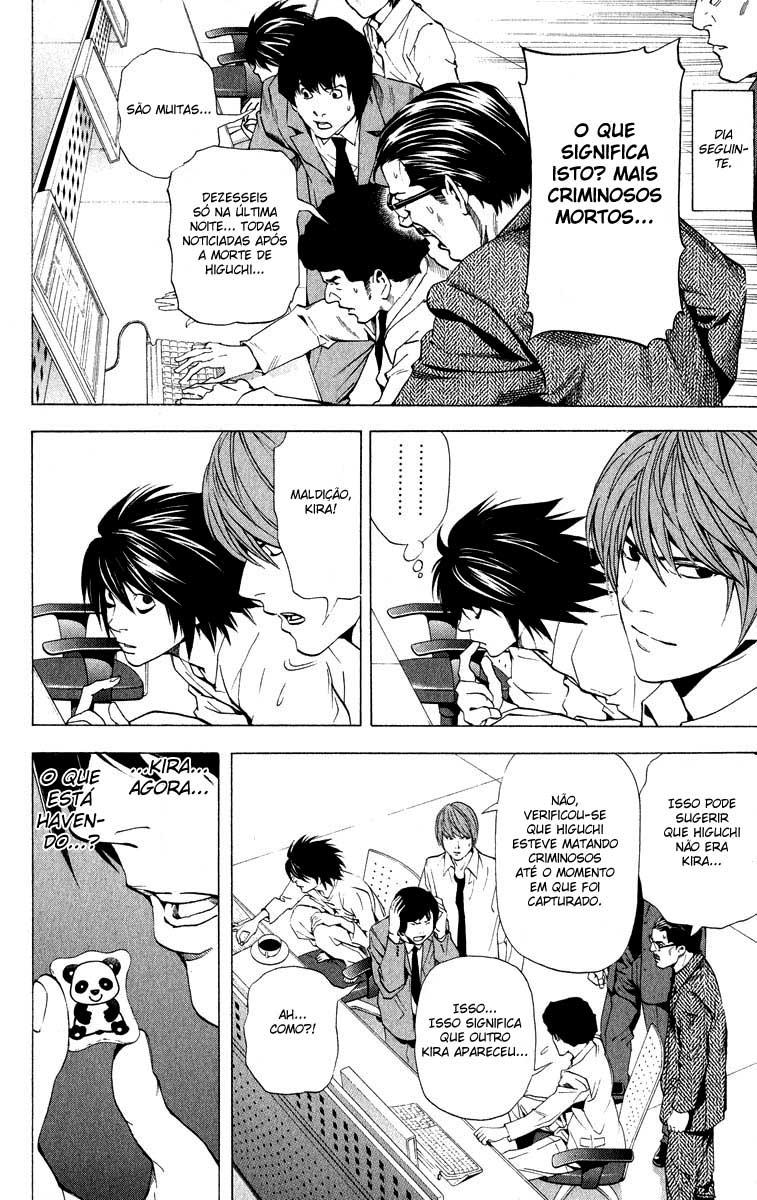 DIA
SEGUIN-
TE.
O QUE
SIGNIFICA
ISTO? MAIS
CRIMINOSOS
MORTOS...
SÃO MUITAS...
DEZESSEIS
SÓ NA ÚLTIMA
NOITE... TODAS
NOTICIADAS APÓS
A MORTE DE
HIGUCHI...
MALDIÇÃO,
KIRA!
...KIRA...
AGORA...
O QUE
ESTÁ
HAVEN-
DO...?
ISSO PODE
SUGERIR
QUE HIGUCHI
NÃO ERA
KIRA...
NÃO,
VERIFICOU-SE
QUE HIGUCHI
ESTEVE MATANDO
CRIMINOSOS
ATÉ O MOMENTO
EM QUE FOI
CAPTURADO.
ISSO...
ISSO SIGNIFICA
QUE OUTRO
KIRA APARECEU...
AH...
COMO?!